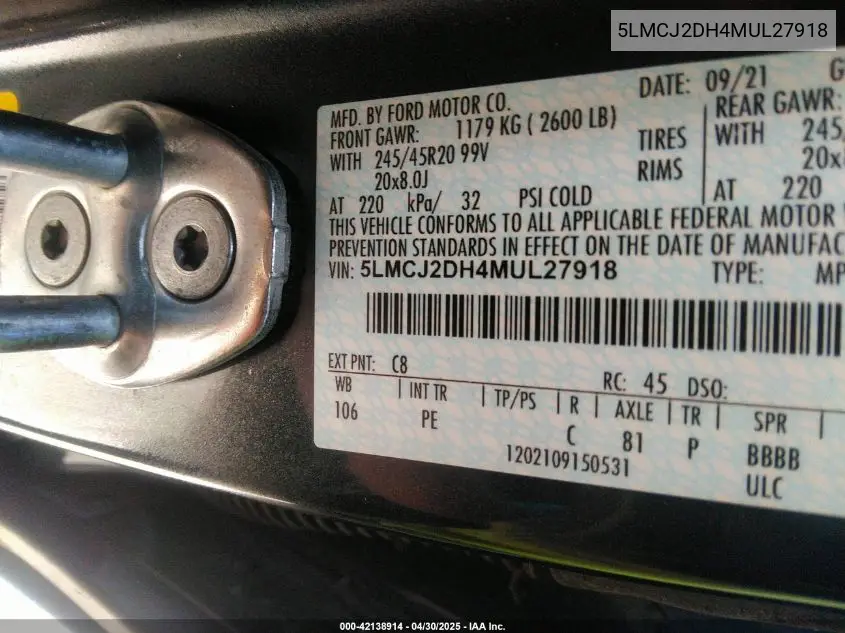 5LMCJ2DH4MUL27918
DATE: 09/21
MFD. BY FORD MOTOR CO.
FRONT GAWR: 1179 KG ( 2600 LB) REAR GAWR:
WITH 245/45R20 99V TIRES WITH 245
20x8.0J RIMS 20x
AT 220 kPa/ 32 PSI COLD AT 220
THIS VEHICLE CONFORMS TO ALL APPLICABLE FEDERAL MOTOR
PREVENTION STANDARDS IN EFFECT ON THE DATE OF MANUFAC
VIN: 5LMCJ2DH4MUL27918 TYPE: MP
EXT PNT: C8 RC: 45 DSO:
WB INT TR TP/PS R AXLE TR SPR
106 PE C 81 P BBBB
1202109150531 ULC
000-42138914 - 04/30/2025 - IAA Inc.